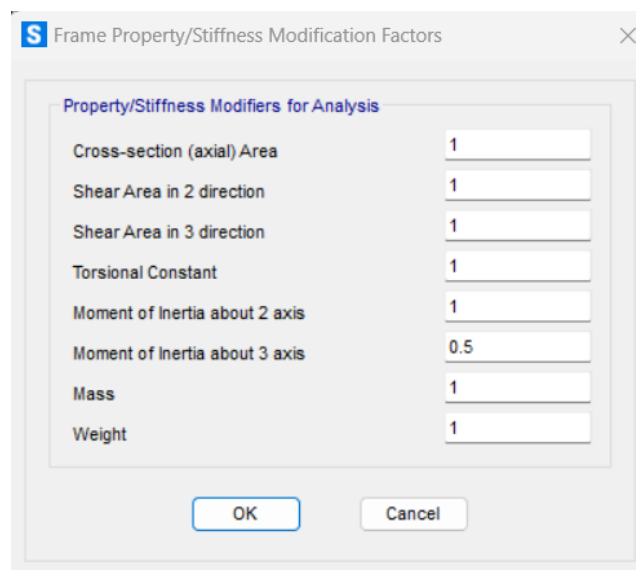 S Frame Property/Stiffness Modification Factors
Property/Stiffness Modifiers for Analysis
Cross-section (axial) Area 1
Shear Area in 2 direction 1
Shear Area in 3 direction 1
Torsional Constant 1
Moment of Inertia about 2 axis 1
Moment of Inertia about 3 axis 0.5
Mass 1
Weight 1
OK Cancel